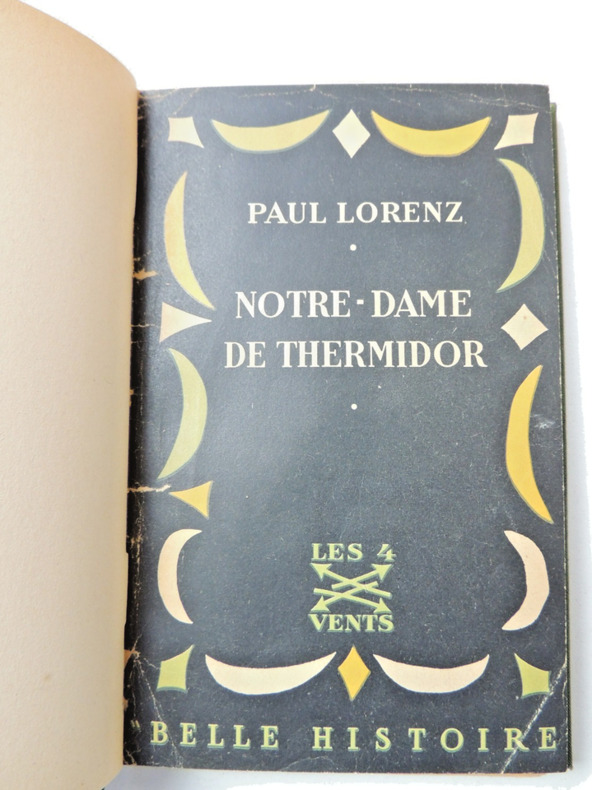 PAUL LORENZ
NOTRE-DAME
DE THERMIDOR
LES 4
VENTS
BELLE HISTOIRE